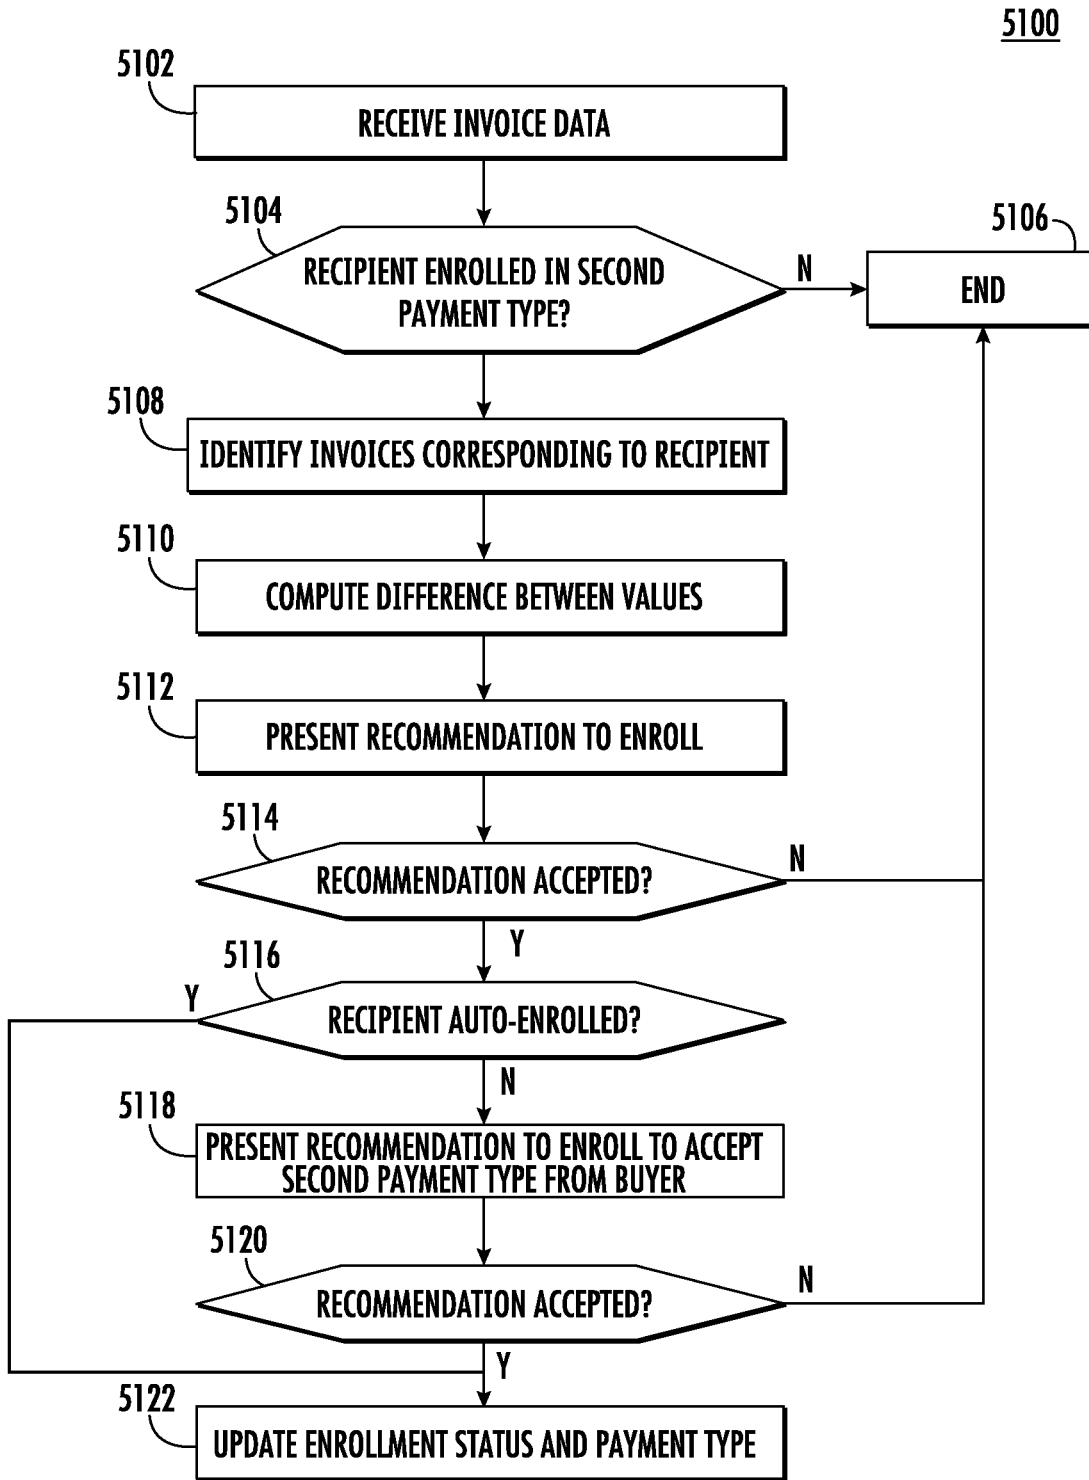 5100
5102
RECEIVE INVOICE DATA
5104
RECIPIENT ENROLLED IN SECOND
PAYMENT TYPE?
N
5106
END
5108
IDENTIFY INVOICES CORRESPONDING TO RECIPIENT
5110
COMPUTE DIFFERENCE BETWEEN VALUES
5112
PRESENT RECOMMENDATION TO ENROLL
5114
RECOMMENDATION ACCEPTED?
N
Y
5116
Y
RECIPIENT AUTO-ENROLLED?
N
5118
PRESENT RECOMMENDATION TO ENROLL TO ACCEPT
SECOND PAYMENT TYPE FROM BUYER
5120
RECOMMENDATION ACCEPTED?
N
Y
5122
UPDATE ENROLLMENT STATUS AND PAYMENT TYPE